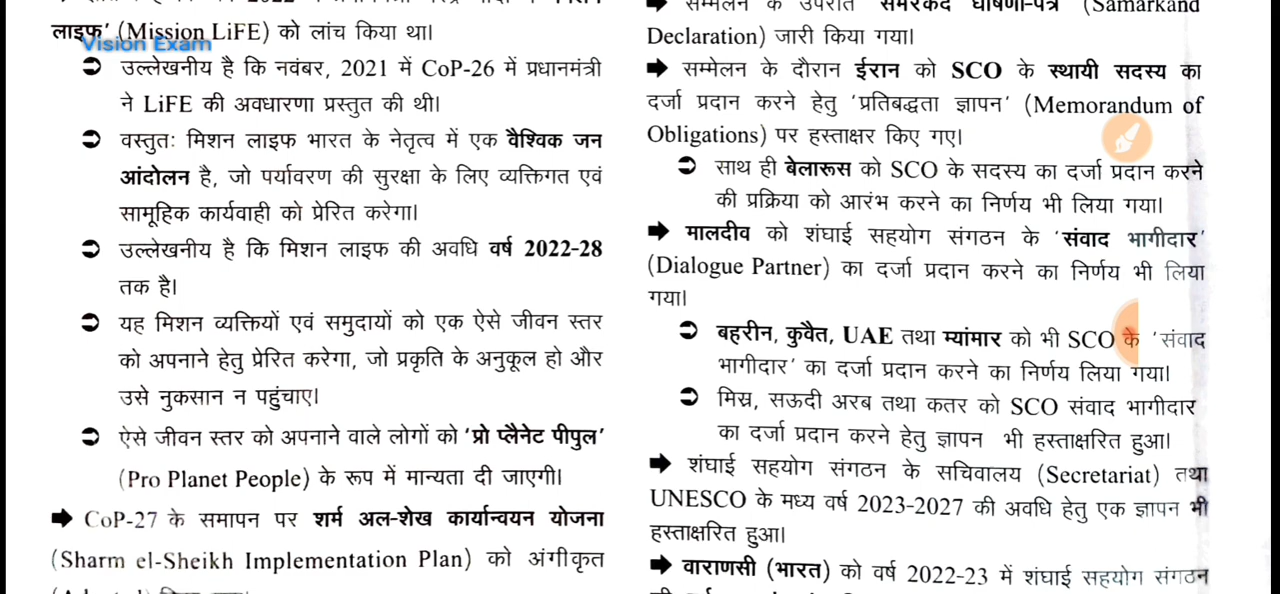 लाइफ' (Mission LiFE) को लांच किया था।
Vision Exam
➲ उल्लेखनीय है कि नवंबर, 2021 में CoP-26 में प्रधानमंत्री
ने LiFE की अवधारणा प्रस्तुत की थी।
➲ वस्तुतः मिशन लाइफ भारत के नेतृत्व में एक वैश्विक जन
आंदोलन है, जो पर्यावरण की सुरक्षा के लिए व्यक्तिगत एवं
सामूहिक कार्यवाही को प्रेरित करेगा।
➲ उल्लेखनीय है कि मिशन लाइफ की अवधि वर्ष 2022-28
तक है।
➲ यह मिशन व्यक्तियों एवं समुदायों को एक ऐसे जीवन स्तर
को अपनाने हेतु प्रेरित करेगा, जो प्रकृति के अनुकूल हो और
उसे नुकसान न पहुंचाए।
➲ ऐसे जीवन स्तर को अपनाने वाले लोगों को 'प्रो प्लैनेट पीपुल'
(Pro Planet People) के रूप में मान्यता दी जाएगी।
➡ CoP-27 के समापन पर शर्म अल-शेख कार्यान्वयन योजना
(Sharm el-Sheikh Implementation Plan) को अंगीकृत
➡ सम्मेलन के उपरांत समरकंद घोषणा-पत्र (Samarkand
Declaration) जारी किया गया।
➡ सम्मेलन के दौरान ईरान को SCO के स्थायी सदस्य का
दर्जा प्रदान करने हेतु 'प्रतिबद्धता ज्ञापन' (Memorandum of
Obligations) पर हस्ताक्षर किए गए।
➲ साथ ही बेलारूस को SCO के सदस्य का दर्जा प्रदान करने
की प्रक्रिया को आरंभ करने का निर्णय भी लिया गया।
➡ मालदीव को शंघाई सहयोग संगठन के 'संवाद भागीदार'
(Dialogue Partner) का दर्जा प्रदान करने का निर्णय भी लिया
गया।
➲ बहरीन, कुवैत, UAE तथा म्यांमार को भी SCO के 'संवाद
भागीदार' का दर्जा प्रदान करने का निर्णय लिया गया।
➲ मिस्र, सऊदी अरब तथा कतर को SCO संवाद भागीदार
का दर्जा प्रदान करने हेतु ज्ञापन भी हस्ताक्षरित हुआ।
➡ शंघाई सहयोग संगठन के सचिवालय (Secretariat) तथा
UNESCO के मध्य वर्ष 2023-2027 की अवधि हेतु एक ज्ञापन भी
हस्ताक्षरित हुआ।
➡ वाराणसी (भारत) को वर्ष 2022-23 में शंघाई सहयोग संगठन